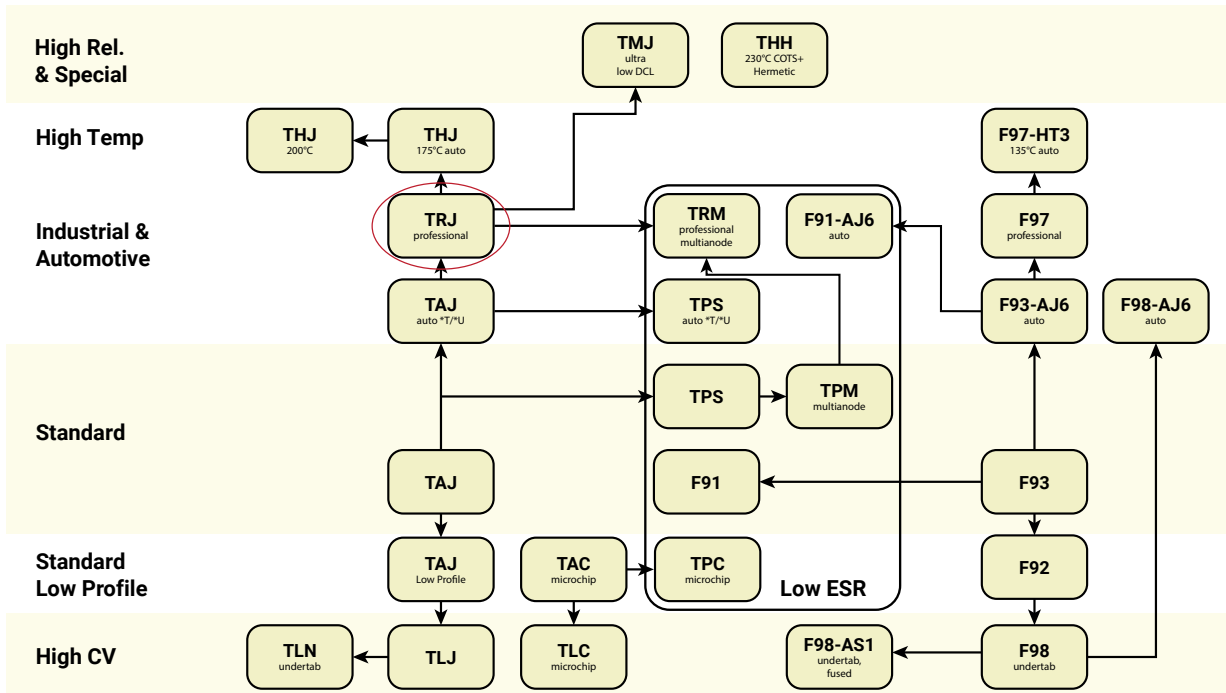 High Rel.
& Special
TMJ
ultra
low DCL
THH
230°C COTS+
Hermetic
High Temp
THJ
200°C
THJ
175°C auto
F97-HT3
135°C auto
Industrial &
Automotive
TRJ
professional
TRM
professional
multianode
F91-AJ6
auto
F97
professional
TAJ
auto *T/*U
TPS
auto *T/*U
F93-AJ6
auto
F98-AJ6
auto
Standard
TPS
TPM
multianode
TAJ
F91
F93
Standard
Low Profile
TAJ
Low Profile
TAC
microchip
TPC
microchip
Low ESR
F92
High CV
TLN
undertab
TLJ
TLC
microchip
F98-AS1
undertab,
fused
F98
undertab